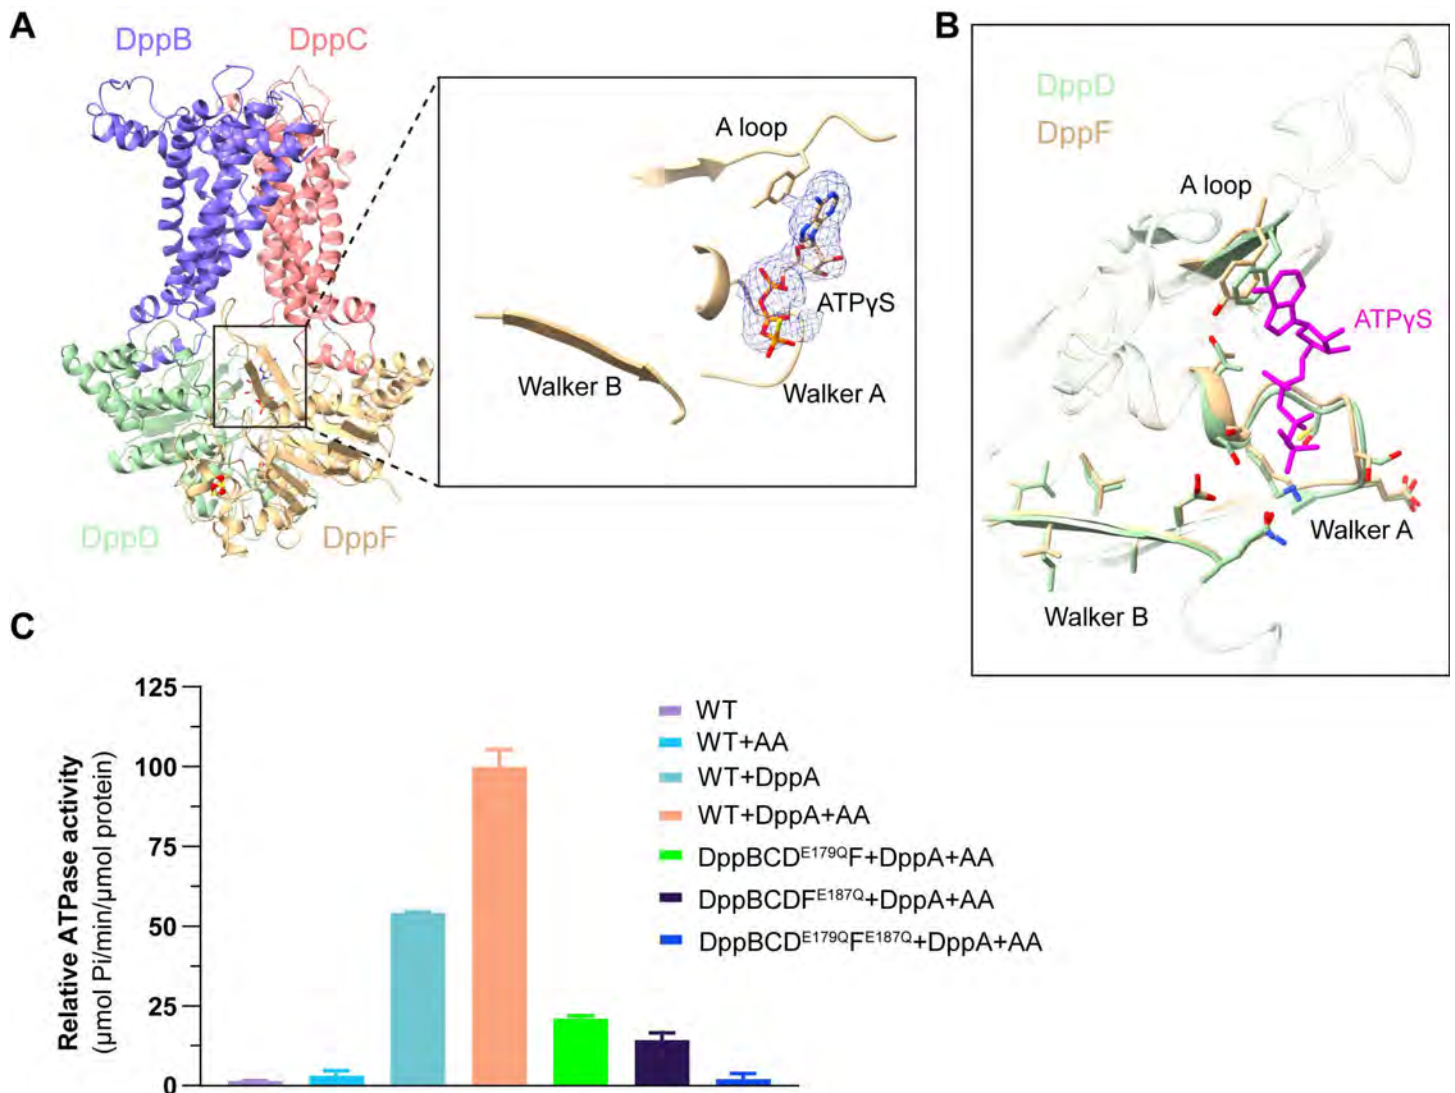 A
DppB
DppC
A loop
ATPγS
Walker B
Walker A
DppD
DppF
B
DppD
DppF
A loop
ATPγS
Walker A
Walker B
C
Relative ATPase activity
(μmol Pi/min/μmol protein)
125
100
75
50
25
0
WT
WT+AA
WT+DppA
WT+DppA+AA
DppBCD^E179Q F+DppA+AA
DppBCDF^E187Q+DppA+AA
DppBCD^E179Q F^E187Q+DppA+AA